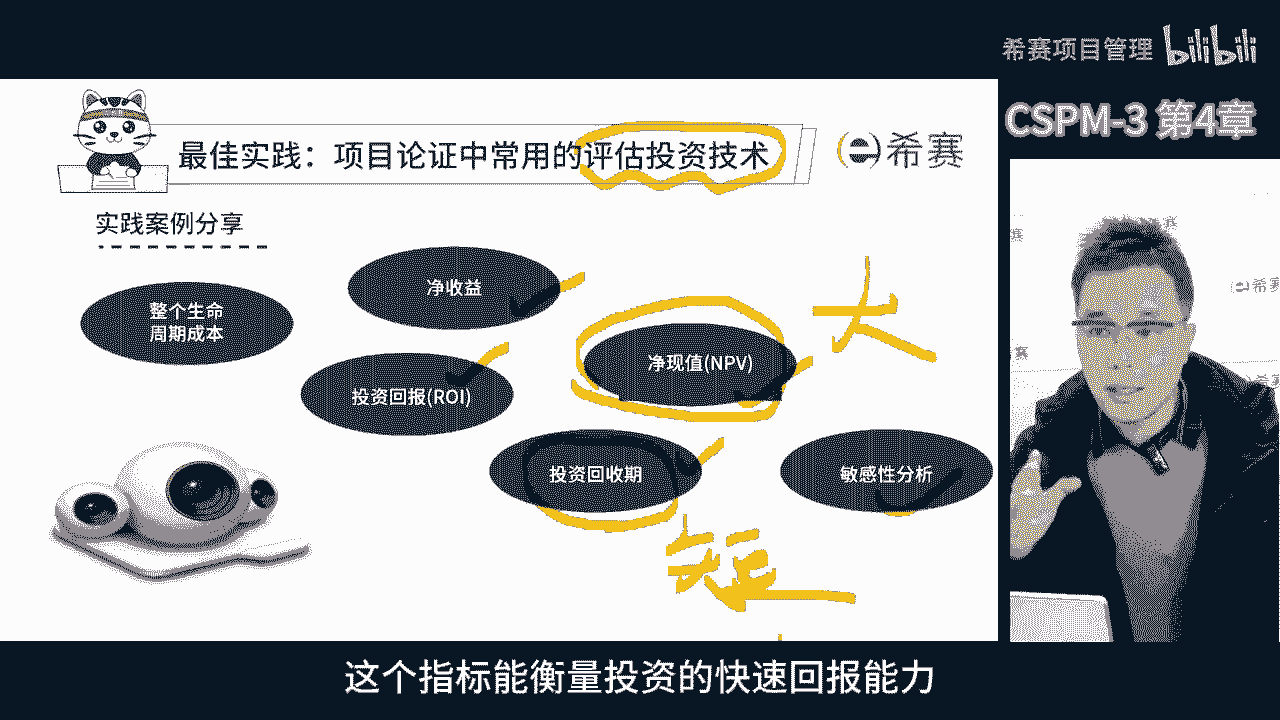 希赛项目管理 bilibili
CSPM-3 第4章
最佳实践：项目论证中常用的评估投资技术
希赛
实践案例分享
整个生命
周期成本
净收益
净现值(NPV)
大
投资回报(ROI)
投资回收期
敏感性分析
短
这个指标能衡量投资的快速回报能力